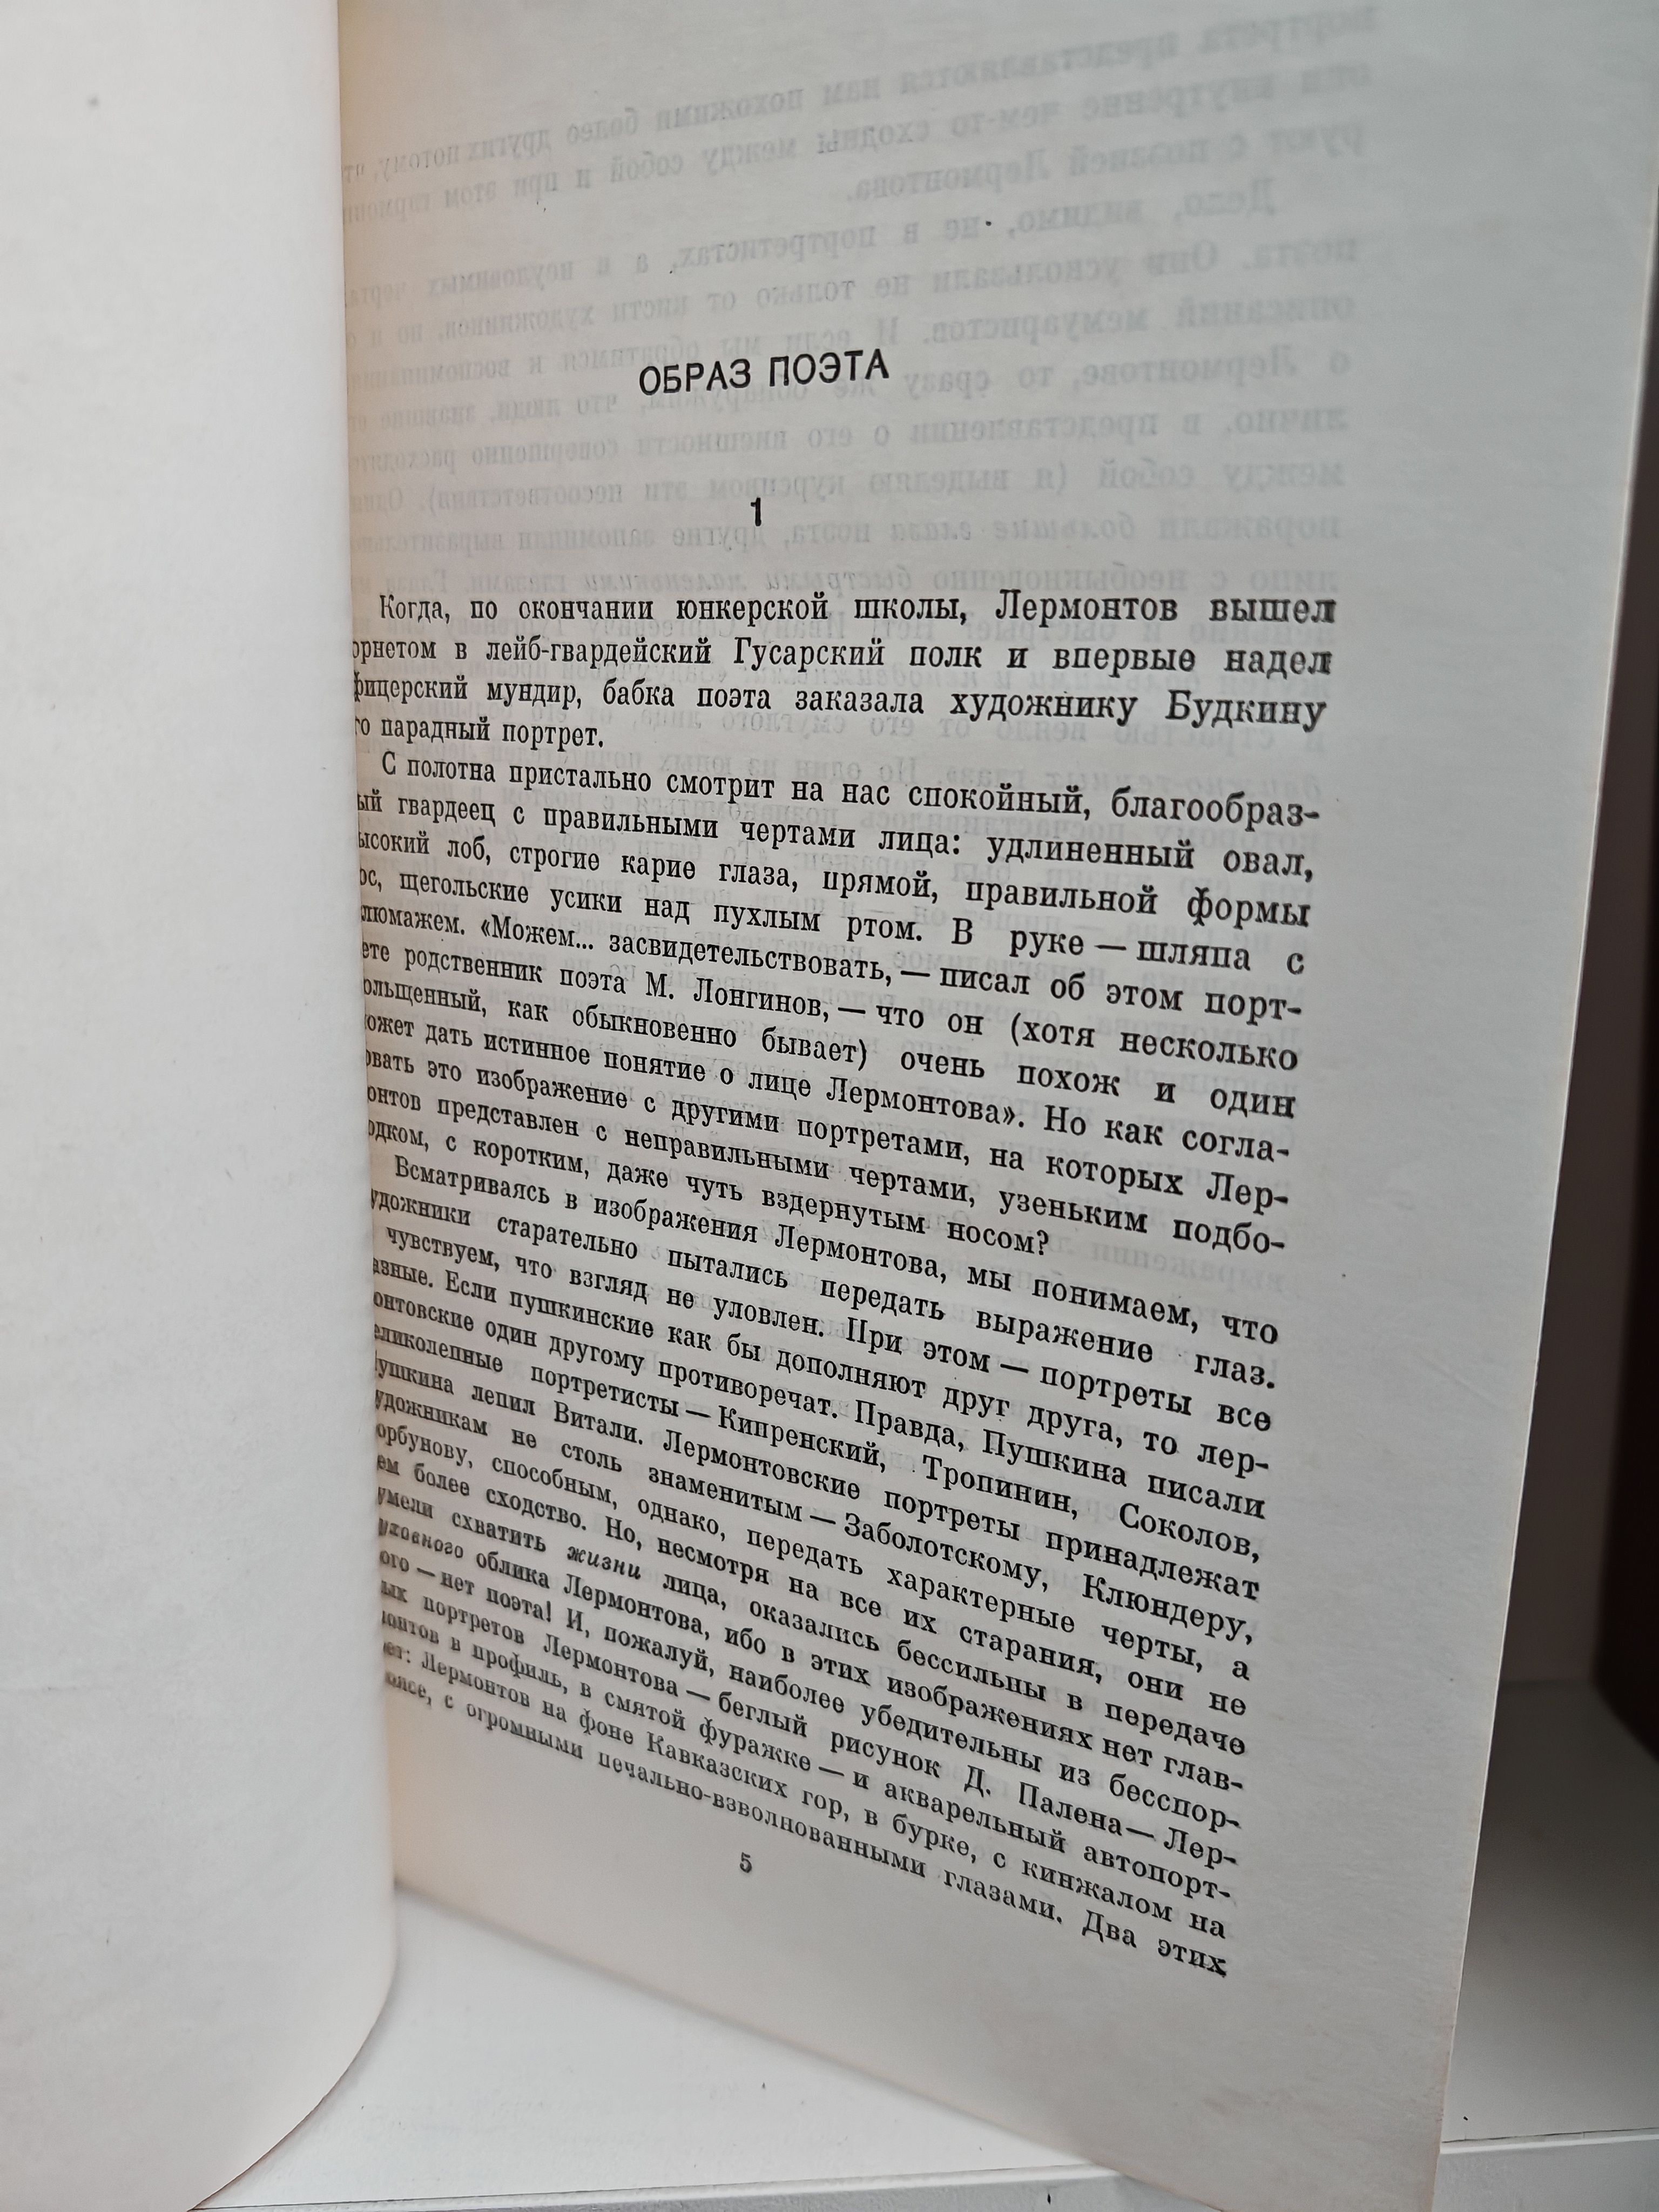 ОБРАЗ ПОЭТА
1
Когда, по окончании юнкерской школы, Лермонтов вышел
орнетом в лейб-гвардейский Гусарский полк и впервые надел
фицерский мундир, бабка поэта заказала художнику Будкину
го парадный портрет.
С полотна пристально смотрит на нас спокойный, благообраз-
ый гвардеец с правильными чертами лица: удлиненный овал,
ысокий лоб, строгие карие глаза, прямой, правильной формы
ос, щегольские усики над пухлым ртом. В руке — шляпа с
люмажем. «Можем... засвидетельствовать, — писал об этом порт-
ете родственник поэта М. Лонгинов, — что он (хотя несколько
ольщенный, как обыкновенно бывает) очень похож и один
ожет дать истинное понятие о лице Лермонтова». Но как согла-
овать это изображение с другими портретами, на которых Лер-
онтов представлен с неправильными чертами, узеньким подбо-
одком, с коротким, даже чуть вздернутым носом?
Всматриваясь в изображения Лермонтова, мы понимаем, что
удожники старательно пытались передать выражение глаз.
чувствуем, что взгляд не уловлен. При этом — портреты все
азные. Если пушкинские как бы дополняют друг друга, то лер-
онтовские один другому противоречат. Правда, Пушкина писали
еликолепные портретисты — Кипренский, Тропинин, Соколов,
ушкина лепил Витали. Лермонтовские портреты принадлежат
удожникам не столь знаменитым — Заболотскому, Клюндеру,
орбунову, способным, однако, передать характерные черты, а
ем более сходство. Но, несмотря на все их старания, они не
умели схватить жизни лица, оказались бессильны в передаче
уховного облика Лермонтова, ибо в этих изображениях нет глав-
ого — нет поэта! И, пожалуй, наиболее убедительны из бесспор-
ых портретов Лермонтова — беглый рисунок Д. Палена— Лер-
онтов в профиль, в смятой фуражке — и акварельный автопорт-
ет: Лермонтов на фоне Кавказских гор, в бурке, с кинжалом на
оясе, с огромными печально-взволнованными глазами. Два этих
5